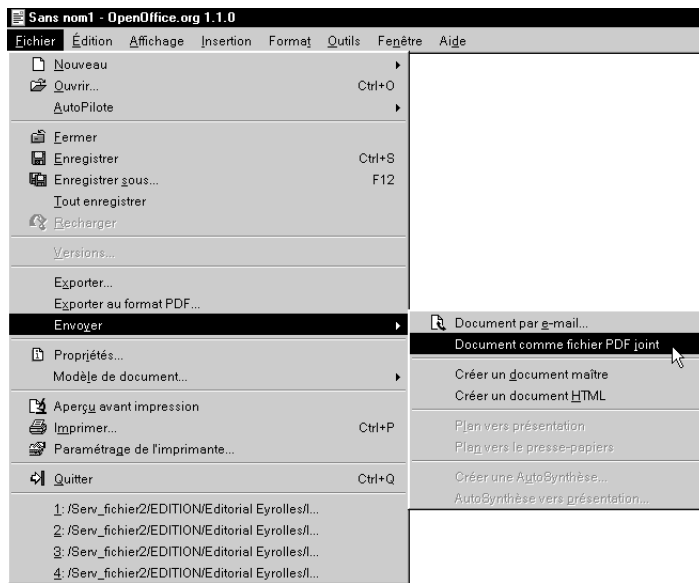 Sans nom1 - OpenOffice.org 1.1.0
Fichier Édition Affichage Insertion Format Outils Fenêtre Aide
Nouveau
Ouvrir... Ctrl+O
AutoPilote
Fermer
Enregistrer Ctrl+S
Enregistrer sous... F12
Tout enregistrer
Recharger
Versions...
Exporter...
Exporter au format PDF...
Envoyer
Propriétés...
Modèle de document...
Aperçu avant impression
Imprimer... Ctrl+P
Paramétrage de l'imprimante...
Quitter Ctrl+Q
1: /Serv_fichier2/EDITION/Editorial Eyrolles/I...
2: /Serv_fichier2/EDITION/Editorial Eyrolles/I...
3: /Serv_fichier2/EDITION/Editorial Eyrolles/I...
4: /Serv_fichier2/EDITION/Editorial Eyrolles/I...
Document par e-mail...
Document comme fichier PDF joint
Créer un document maître
Créer un document HTML
Plan vers présentation
Plan vers le presse-papiers
Créer une AutoSynthèse...
AutoSynthèse vers présentation...